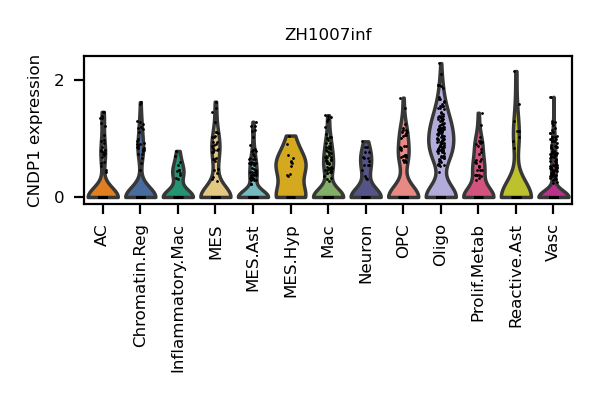 ZH1007inf
CNDP1 expression
2
0
AC
Chromatin.Reg
Inflammatory.Mac
MES
MES.Ast
MES.Hyp
Mac
Neuron
OPC
Oligo
Prolif.Metab
Reactive.Ast
Vasc